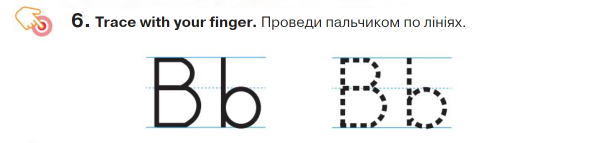 6. Trace with your finger. Проведи пальчиком по лініях.
Bb Bb